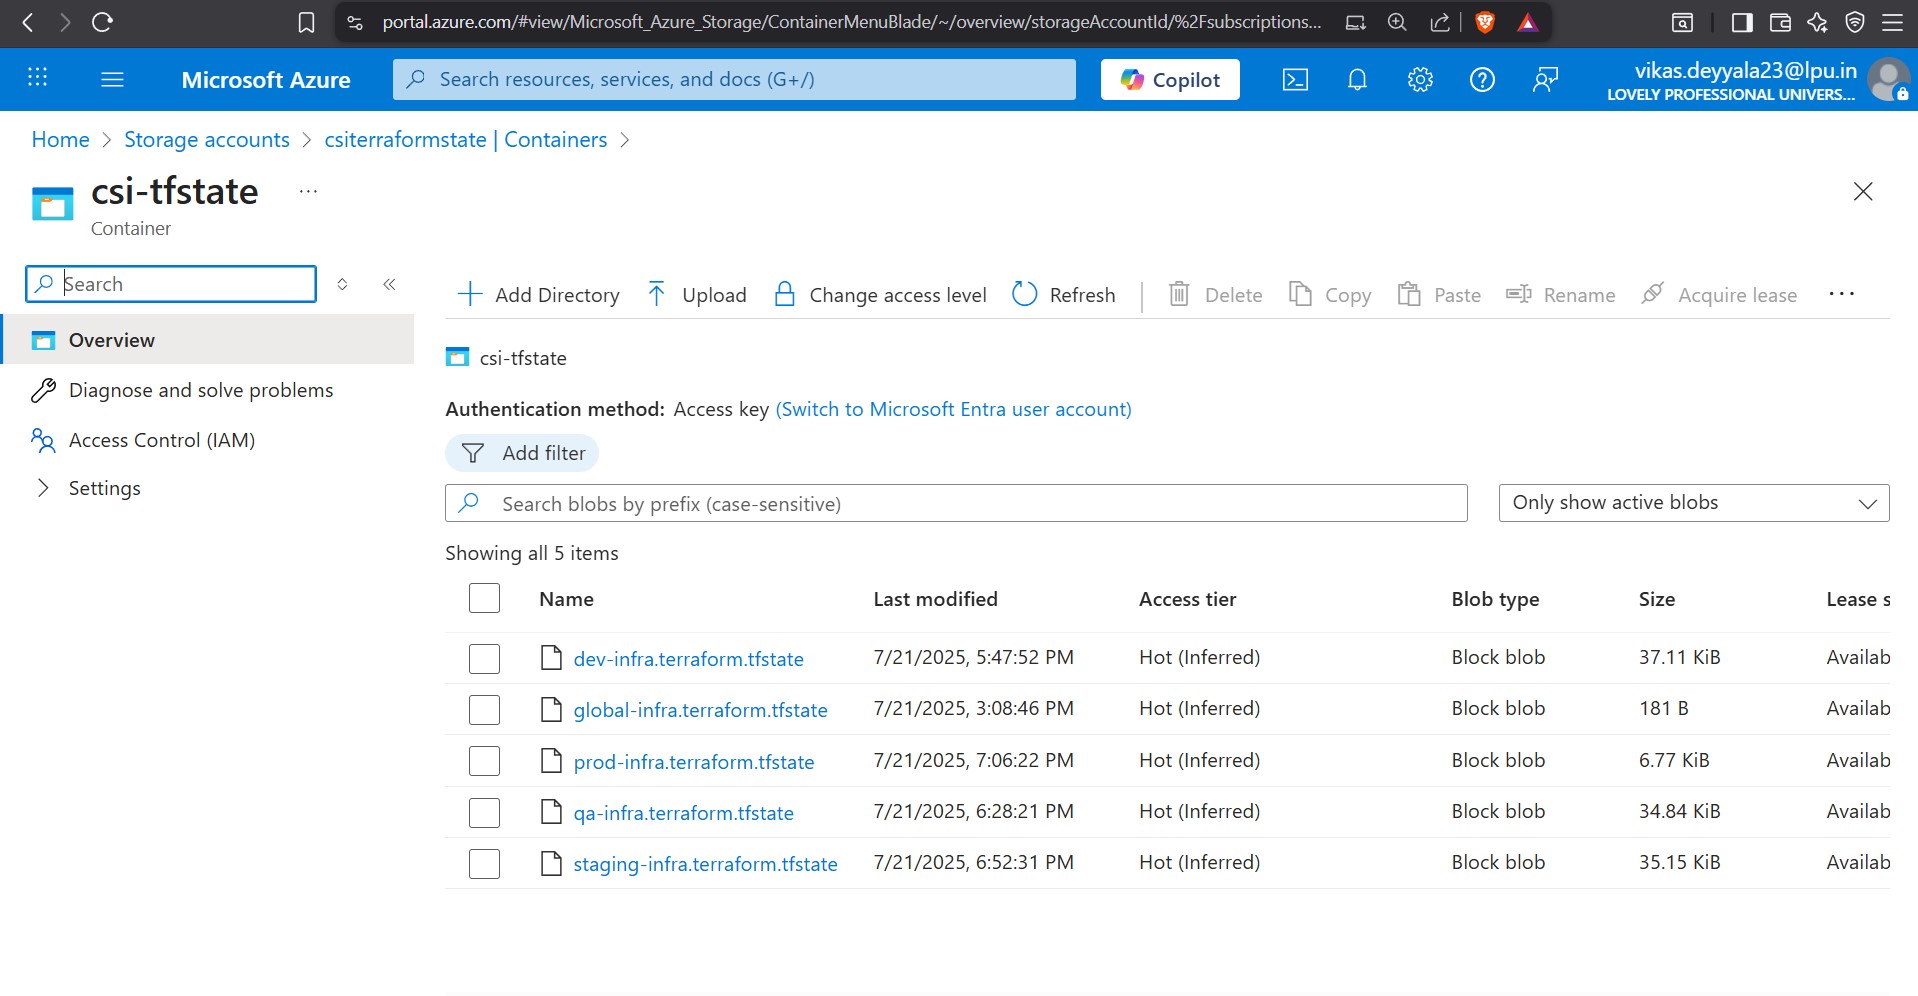 portal.azure.com/#view/Microsoft_Azure_Storage/ContainerMenuBlade/~/overview/storageAccountId/%2Fsubscriptions...
Microsoft Azure
Search resources, services, and docs (G+/)
Copilot
vikas.deyyala23@lpu.in
LOVELY PROFESSIONAL UNIVERS...
Home > Storage accounts > csiterraformstate | Containers >
csi-tfstate ...
Container
Search
Overview
Diagnose and solve problems
Access Control (IAM)
Settings
Add Directory Upload Change access level Refresh Delete Copy Paste Rename Acquire lease ...
csi-tfstate
Authentication method: Access key (Switch to Microsoft Entra user account)
Add filter
Search blobs by prefix (case-sensitive) Only show active blobs
Showing all 5 items
Name Last modified Access tier Blob type Size Lease s
dev-infra.terraform.tfstate 7/21/2025, 5:47:52 PM Hot (Inferred) Block blob 37.11 KiB Availab
global-infra.terraform.tfstate 7/21/2025, 3:08:46 PM Hot (Inferred) Block blob 181 B Availab
prod-infra.terraform.tfstate 7/21/2025, 7:06:22 PM Hot (Inferred) Block blob 6.77 KiB Availab
qa-infra.terraform.tfstate 7/21/2025, 6:28:21 PM Hot (Inferred) Block blob 34.84 KiB Availab
staging-infra.terraform.tfstate 7/21/2025, 6:52:31 PM Hot (Inferred) Block blob 35.15 KiB Availab